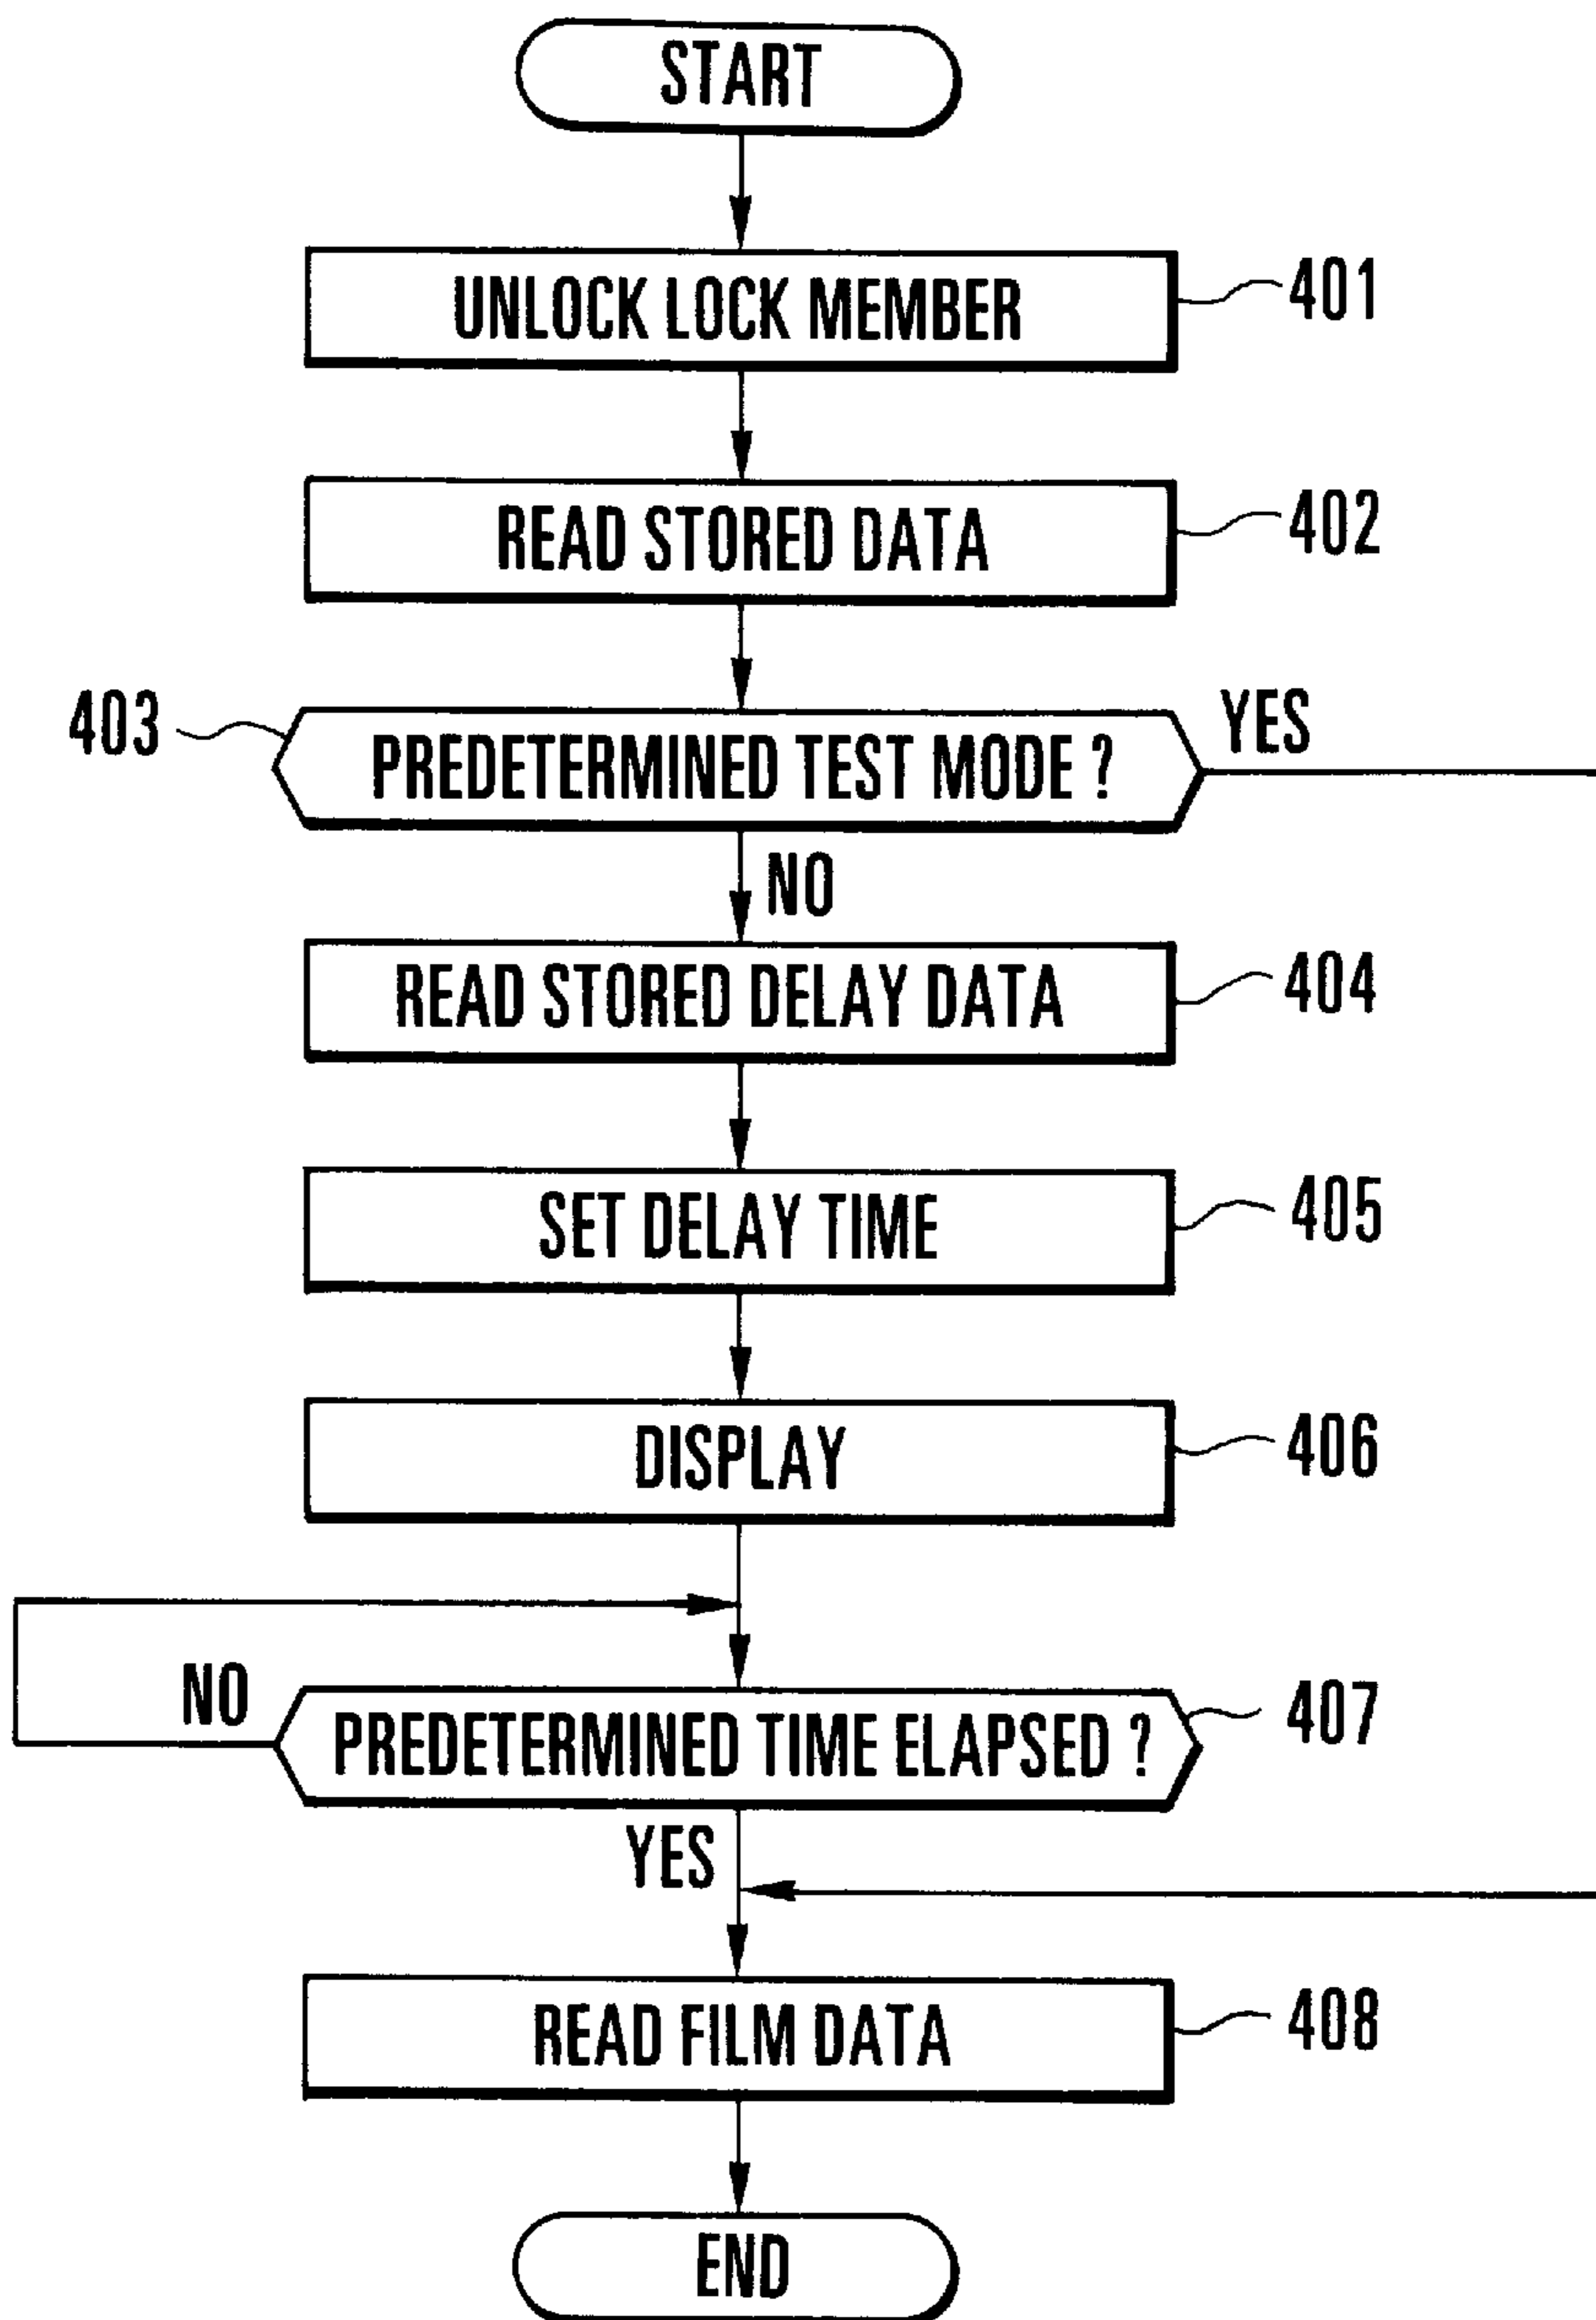 START
UNLOCK LOCK MEMBER
401
READ STORED DATA
402
403
PREDETERMINED TEST MODE ?
YES
NO
READ STORED DELAY DATA
404
SET DELAY TIME
405
DISPLAY
406
NO
PREDETERMINED TIME ELAPSED ?
407
YES
READ FILM DATA
408
END